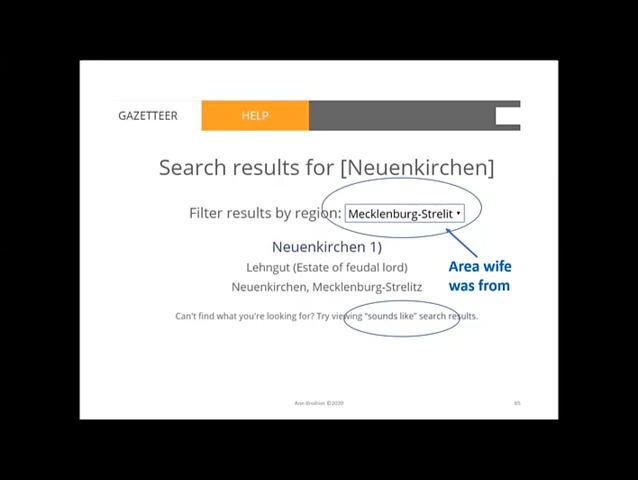 GAZETTEER HELP
Search results for [Neuenkirchen]
Filter results by region: Mecklenburg-Strelit
Neuenkirchen 1)
Lehngut (Estate of feudal lord)
Area wife
was from
Neuenkirchen, Mecklenburg-Strelitz
Can't find what you're looking for? Try viewing "sounds like" search results.
65